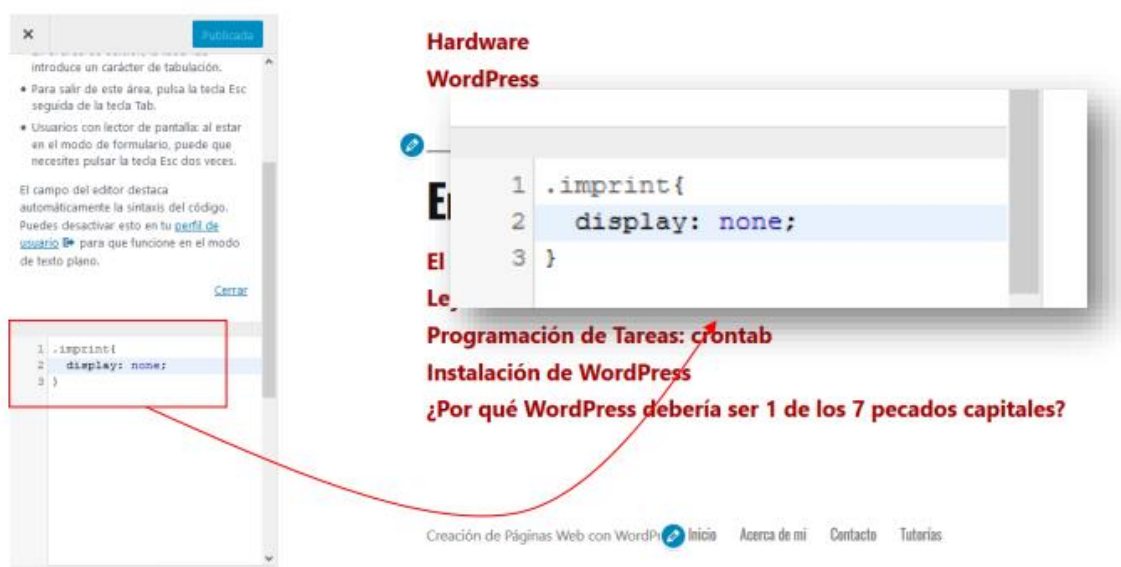 × Publicada
introduce un carácter de tabulación.
• Para salir de este área, pulsa la tecla Esc
seguida de la tecla Tab.
• Usuarios con lector de pantalla: al estar
en el modo de formulario, puede que
necesites pulsar la tecla Esc dos veces.
El campo del editor destaca
automáticamente la sintaxis del código.
Puedes desactivar esto en tu perfil de
usuario para que funcione en el modo
de texto plano.
Cerrar
1 .imprint{
2 display: none;
3 }
Hardware
WordPress
1 .imprint{
2 display: none;
3 }
El
Programación de Tareas: crontab
Instalación de WordPress
¿Por qué WordPress debería ser 1 de los 7 pecados capitales?
Creación de Páginas Web con WordPr Inicio Acerca de mi Contacto Tutorías